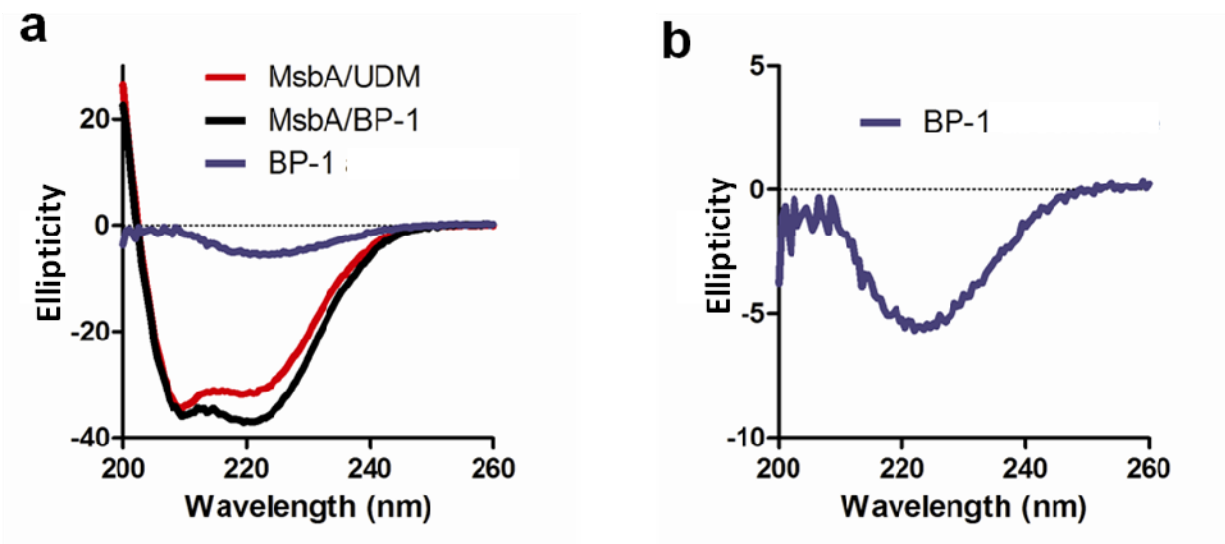 a
MsbA/UDM
MsbA/BP-1
BP-1
20
0
-20
-40
Ellipticity
200 220 240 260
Wavelength (nm)
b
BP-1
5
0
-5
-10
Ellipticity
200 220 240 260
Wavelength (nm)